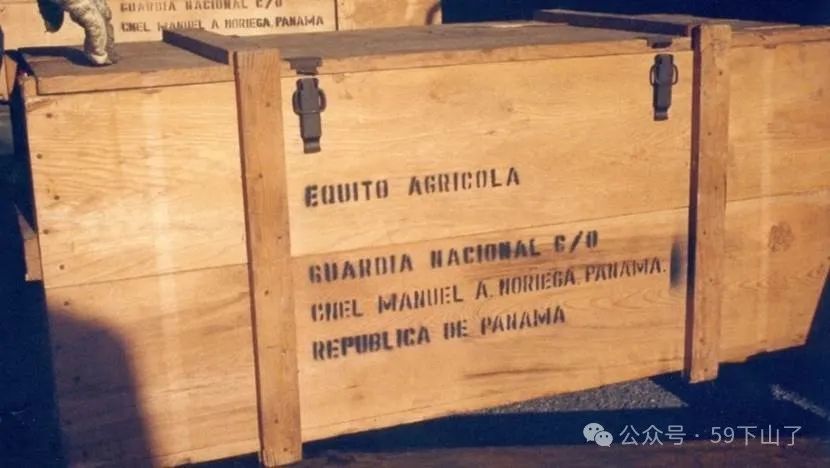 GUARDIA NACIONAL C/O
CNEL MANUEL A. NORIEGA, PANAMA
EQUITO AGRICOLA
GUARDIA NACIONAL C/O
CNEL MANUEL A. NORIEGA. PANAMA.
REPUBLICA DE PANAMA
公众号 · 59下山了